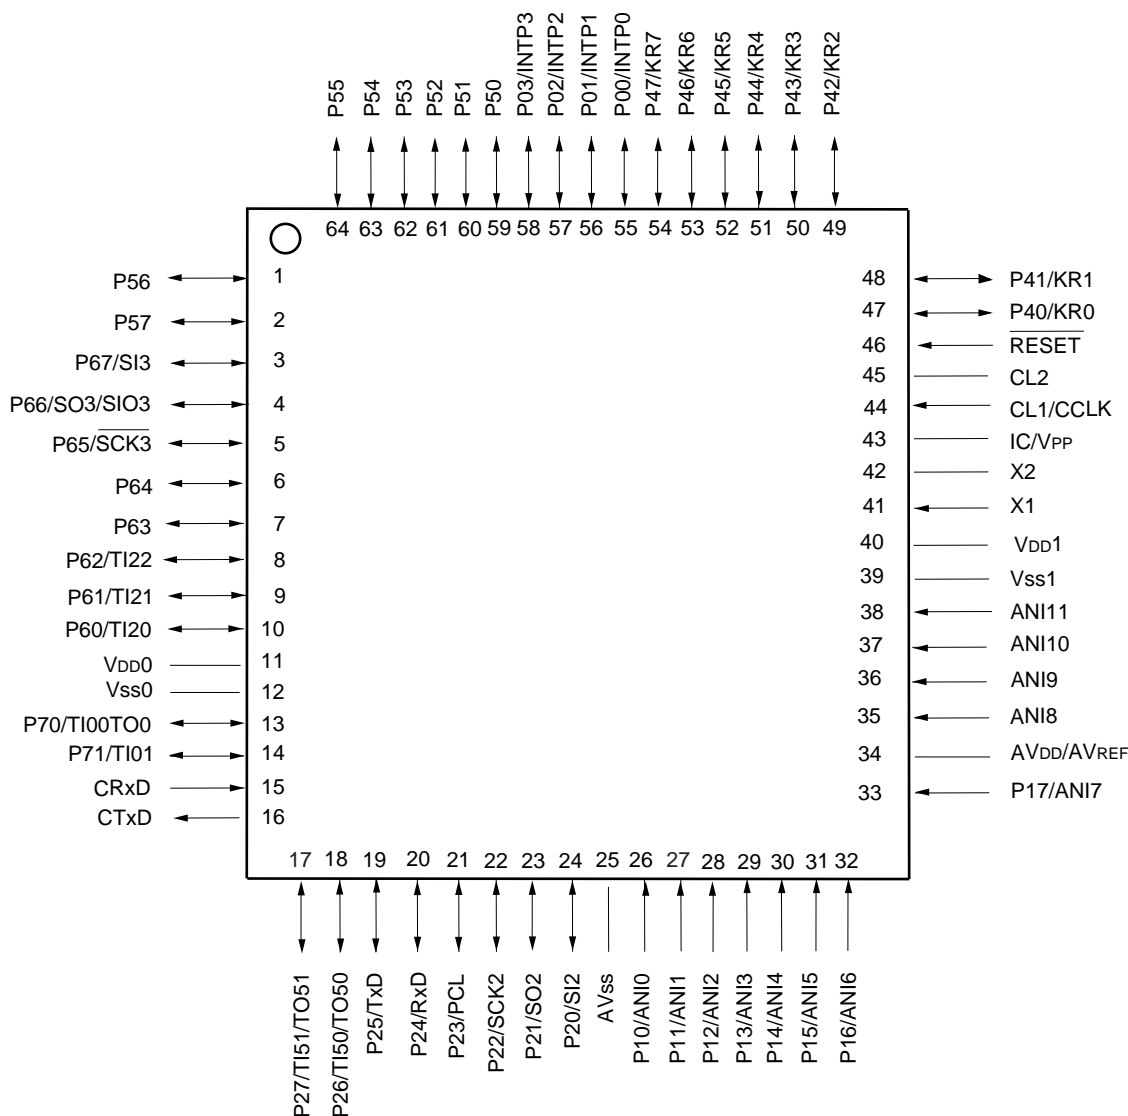 P55 P54 P53 P52 P51 P50 P03/INTP3 P02/INTP2 P01/INTP1 P00/INTP0 P47/KR7 P46/KR6 P45/KR5 P44/KR4 P43/KR3 P42/KR2
64 63 62 61 60 59 58 57 56 55 54 53 52 51 50 49
P56 1 48 P41/KR1
P57 2 47 P40/KR0
P67/SI3 3 46 RESET
P66/SO3/SIO3 4 45 CL2
P65/SCK3 5 44 CL1/CCLK
P64 6 43 IC/VPP
P63 7 42 X2
P62/TI22 8 41 X1
P61/TI21 9 40 VDD1
P60/TI20 10 39 Vss1
VDD0 11 38 ANI11
Vss0 12 37 ANI10
P70/TI00TO0 13 36 ANI9
P71/TI01 14 35 ANI8
CRxD 15 34 AVDD/AVREF
CTxD 16 33 P17/ANI7
17 18 19 20 21 22 23 24 25 26 27 28 29 30 31 32
P27/TI51/TO51 P26/TI50/TO50 P25/TxD P24/RxD P23/PCL P22/SCK2 P21/SO2 P20/SI2 AVss P10/ANI0 P11/ANI1 P12/ANI2 P13/ANI3 P14/ANI4 P15/ANI5 P16/ANI6